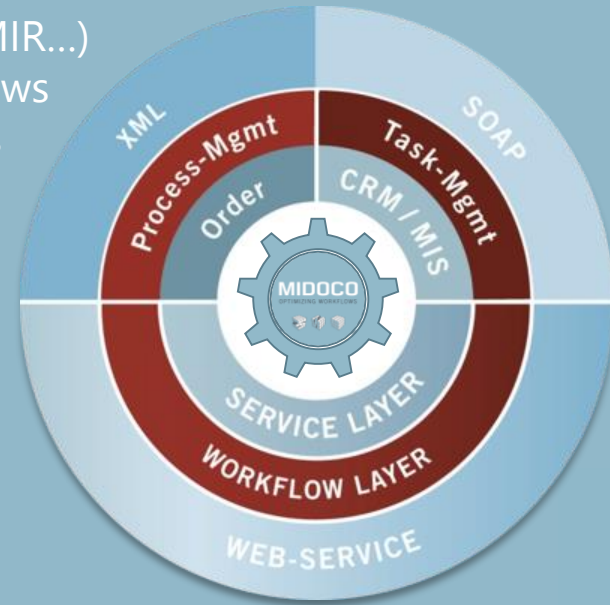 MIR...)
ws
XML
SOAP
Process-Mgmt
Task-Mgmt
Order
CRM / MIS
MIDOCO
OPTIMIZING WORKFLOWS
SERVICE LAYER
WORKFLOW LAYER
WEB-SERVICE